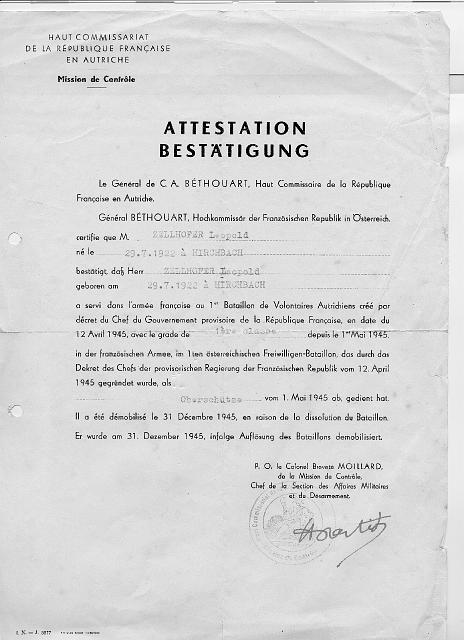 HAUT COMMISSARIAT
DE LA RÉPUBLIQUE FRANÇAISE
EN AUTRICHE
Mission de Contrôle
ATTESTATION
BESTÄTIGUNG
Le Général de C A. BÉTHOUART, Haut Commissaire de la République
Française en Autriche.
Général BÉTHOUART, Hochkommissär der Französischen Republik in Österreich.
certifie que M. ZELLHOFER Leopold
né le 29.7.1922 à HIRCHBACH
bestätigt, daß Herr ZELLHOFER Leopold
geboren am 29.7.1922 à HIRCHBACH
a servi dans l'armée française au 1er Bataillon de Volontaires Autrichiens créé par
décret du Chef du Gouvernement provisoire de la République Française, en date du
12 Avril 1945, avec le grade de 1ère classe depuis le 1er Mai 1945.
in der französischen Armee, im 1ten österreichischen Freiwilligen-Bataillon, das durch das
Dekret des Chefs der provisorischen Regierung der Französischen Republik vom 12. April
1945 gegründet wurde, als
Oberschütze vom 1. Mai 1945 ab, gedient hat.
Il a été démobilisé le 31 Décembre 1945, en raison de la dissolution du Bataillon.
Er wurde am 31. Dezember 1945, infolge Auflösung des Bataillons demobilisiert.
P. O. le Colonel Breveté MOILLARD,
de la Mission de Contrôle,
Chef de la Section des Affaires Militaires
et du Désarmement.
I. N. — J. 5877